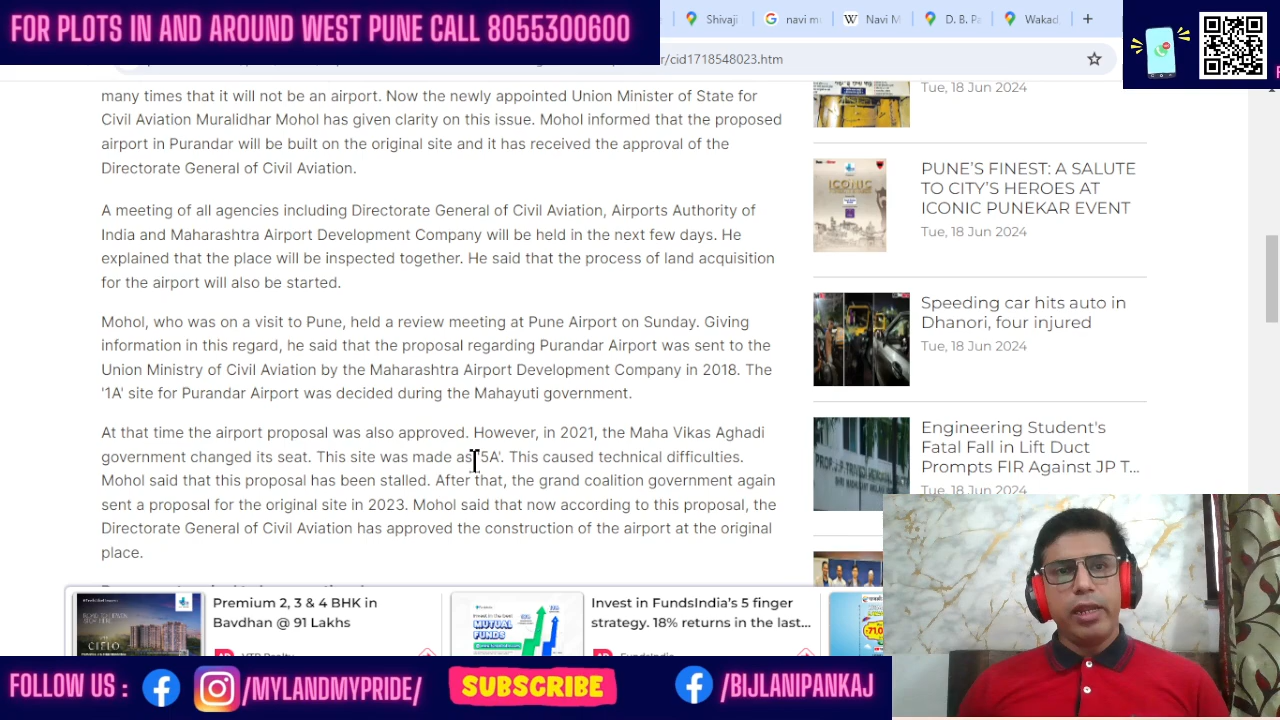 FOR PLOTS IN AND AROUND WEST PUNE CALL 8055300600
Shivaji
navi mu
Navi M
D. B. Pa
Wakad
r/cid1718548023.htm
many times that it will not be an airport. Now the newly appointed Union Minister of State for
Civil Aviation Muralidhar Mohol has given clarity on this issue. Mohol informed that the proposed
airport in Purandar will be built on the original site and it has received the approval of the
Directorate General of Civil Aviation.
A meeting of all agencies including Directorate General of Civil Aviation, Airports Authority of
India and Maharashtra Airport Development Company will be held in the next few days. He
explained that the place will be inspected together. He said that the process of land acquisition
for the airport will also be started.
Mohol, who was on a visit to Pune, held a review meeting at Pune Airport on Sunday. Giving
information in this regard, he said that the proposal regarding Purandar Airport was sent to the
Union Ministry of Civil Aviation by the Maharashtra Airport Development Company in 2018. The
'1A' site for Purandar Airport was decided during the Mahayuti government.
At that time the airport proposal was also approved. However, in 2021, the Maha Vikas Aghadi
government changed its seat. This site was made as '5A'. This caused technical difficulties.
Mohol said that this proposal has been stalled. After that, the grand coalition government again
sent a proposal for the original site in 2023. Mohol said that now according to this proposal, the
Directorate General of Civil Aviation has approved the construction of the airport at the original
place.
Tue, 18 Jun 2024
PUNE'S FINEST: A SALUTE
TO CITY'S HEROES AT
ICONIC PUNEKAR EVENT
Tue, 18 Jun 2024
Speeding car hits auto in
Dhanori, four injured
Tue, 18 Jun 2024
Engineering Student's
Fatal Fall in Lift Duct
Prompts FIR Against JP T...
Tue, 18 Jun 2024
ICONIC
Premium 2, 3 & 4 BHK in
Bavdhan @ 91 Lakhs
VTP Realty
Invest in FundsIndia's 5 finger
strategy. 18% returns in the last...
FundsIndia
FOLLOW US :
/MYLANDMYPRIDE/
SUBSCRIBE
/BIJLANIPANKAJ